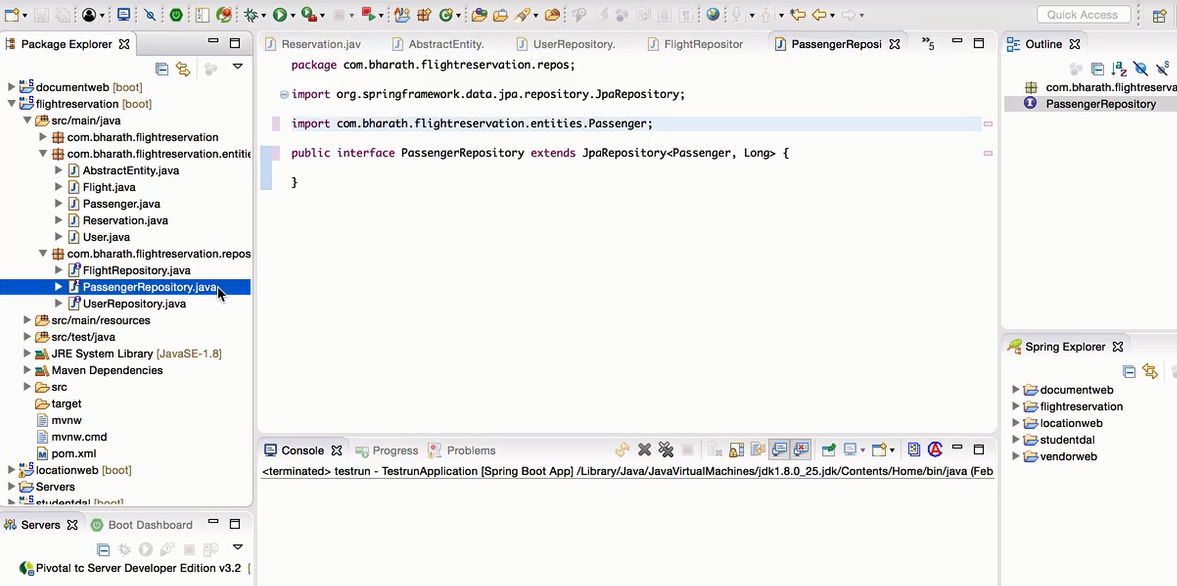 Quick Access
Package Explorer
documentweb [boot]
flightreservation [boot]
src/main/java
com.bharath.flightreservation
com.bharath.flightreservation.entitie
AbstractEntity.java
Flight.java
Passenger.java
Reservation.java
User.java
com.bharath.flightreservation.repos
FlightRepository.java
PassengerRepository.java
UserRepository.java
src/main/resources
src/test/java
JRE System Library [JavaSE-1.8]
Maven Dependencies
src
target
mvnw
mvnw.cmd
pom.xml
locationweb [boot]
Servers
studentdal [boot]
Servers Boot Dashboard
Pivotal tc Server Developer Edition v3.2 [
Reservation.jav AbstractEntity. UserRepository. FlightRepositor PassengerReposi »5
package com.bharath.flightreservation.repos;
import org.springframework.data.jpa.repository.JpaRepository;
import com.bharath.flightreservation.entities.Passenger;
public interface PassengerRepository extends JpaRepository<Passenger, Long> {
}
Console Progress Problems
<terminated> testrun - TestrunApplication [Spring Boot App] /Library/Java/JavaVirtualMachines/jdk1.8.0_25.jdk/Contents/Home/bin/java (Feb
Outline
com.bharath.flightreserva
PassengerRepository
Spring Explorer
documentweb
flightreservation
locationweb
studentdal
vendorweb